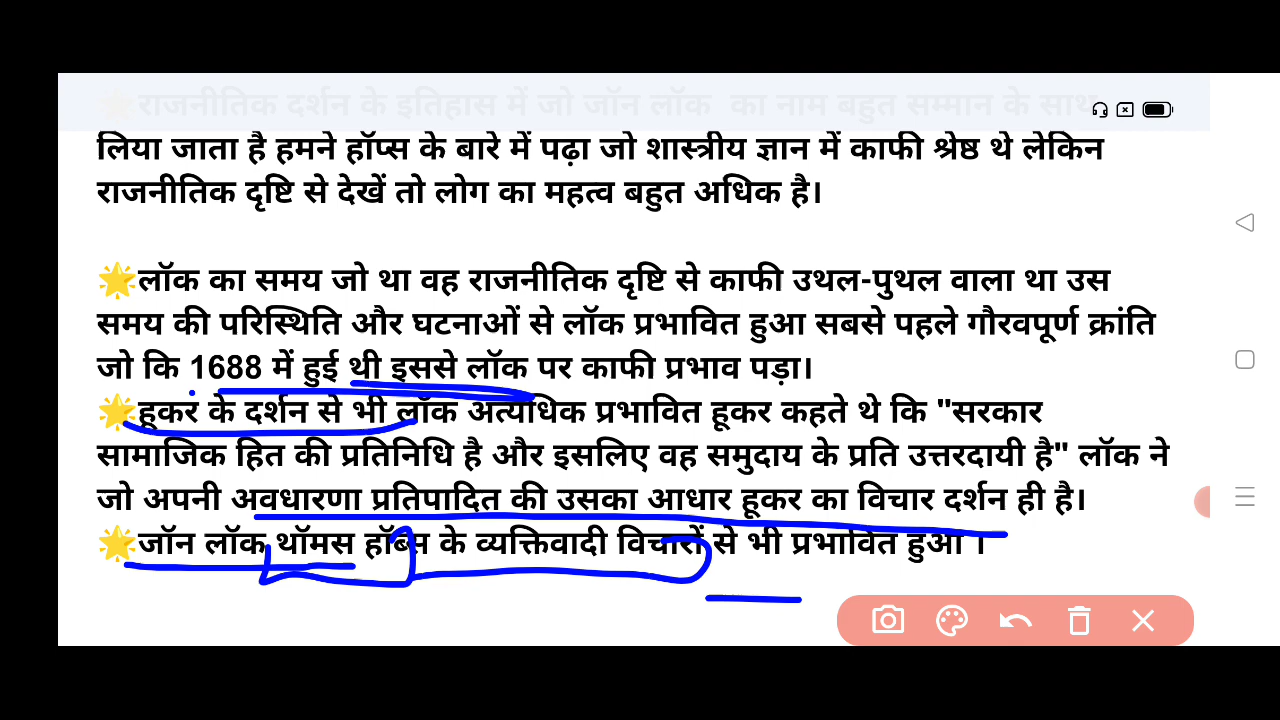 🌟राजनीतिक दर्शन के इतिहास में जो जॉन लॉक का नाम बहुत सम्मान के साथ
लिया जाता है हमने हॉप्स के बारे में पढ़ा जो शास्त्रीय ज्ञान में काफी श्रेष्ठ थे लेकिन
राजनीतिक दृष्टि से देखें तो लोग का महत्व बहुत अधिक है।
🌟लॉक का समय जो था वह राजनीतिक दृष्टि से काफी उथल-पुथल वाला था उस
समय की परिस्थिति और घटनाओं से लॉक प्रभावित हुआ सबसे पहले गौरवपूर्ण क्रांति
जो कि 1688 में हुई थी इससे लॉक पर काफी प्रभाव पड़ा।
🌟हूकर के दर्शन से भी लॉक अत्यधिक प्रभावित हूकर कहते थे कि "सरकार
सामाजिक हित की प्रतिनिधि है और इसलिए वह समुदाय के प्रति उत्तरदायी है" लॉक ने
जो अपनी अवधारणा प्रतिपादित की उसका आधार हूकर का विचार दर्शन ही है।
🌟जॉन लॉक थॉमस हॉब्स के व्यक्तिवादी विचारों से भी प्रभावित हुआ ।